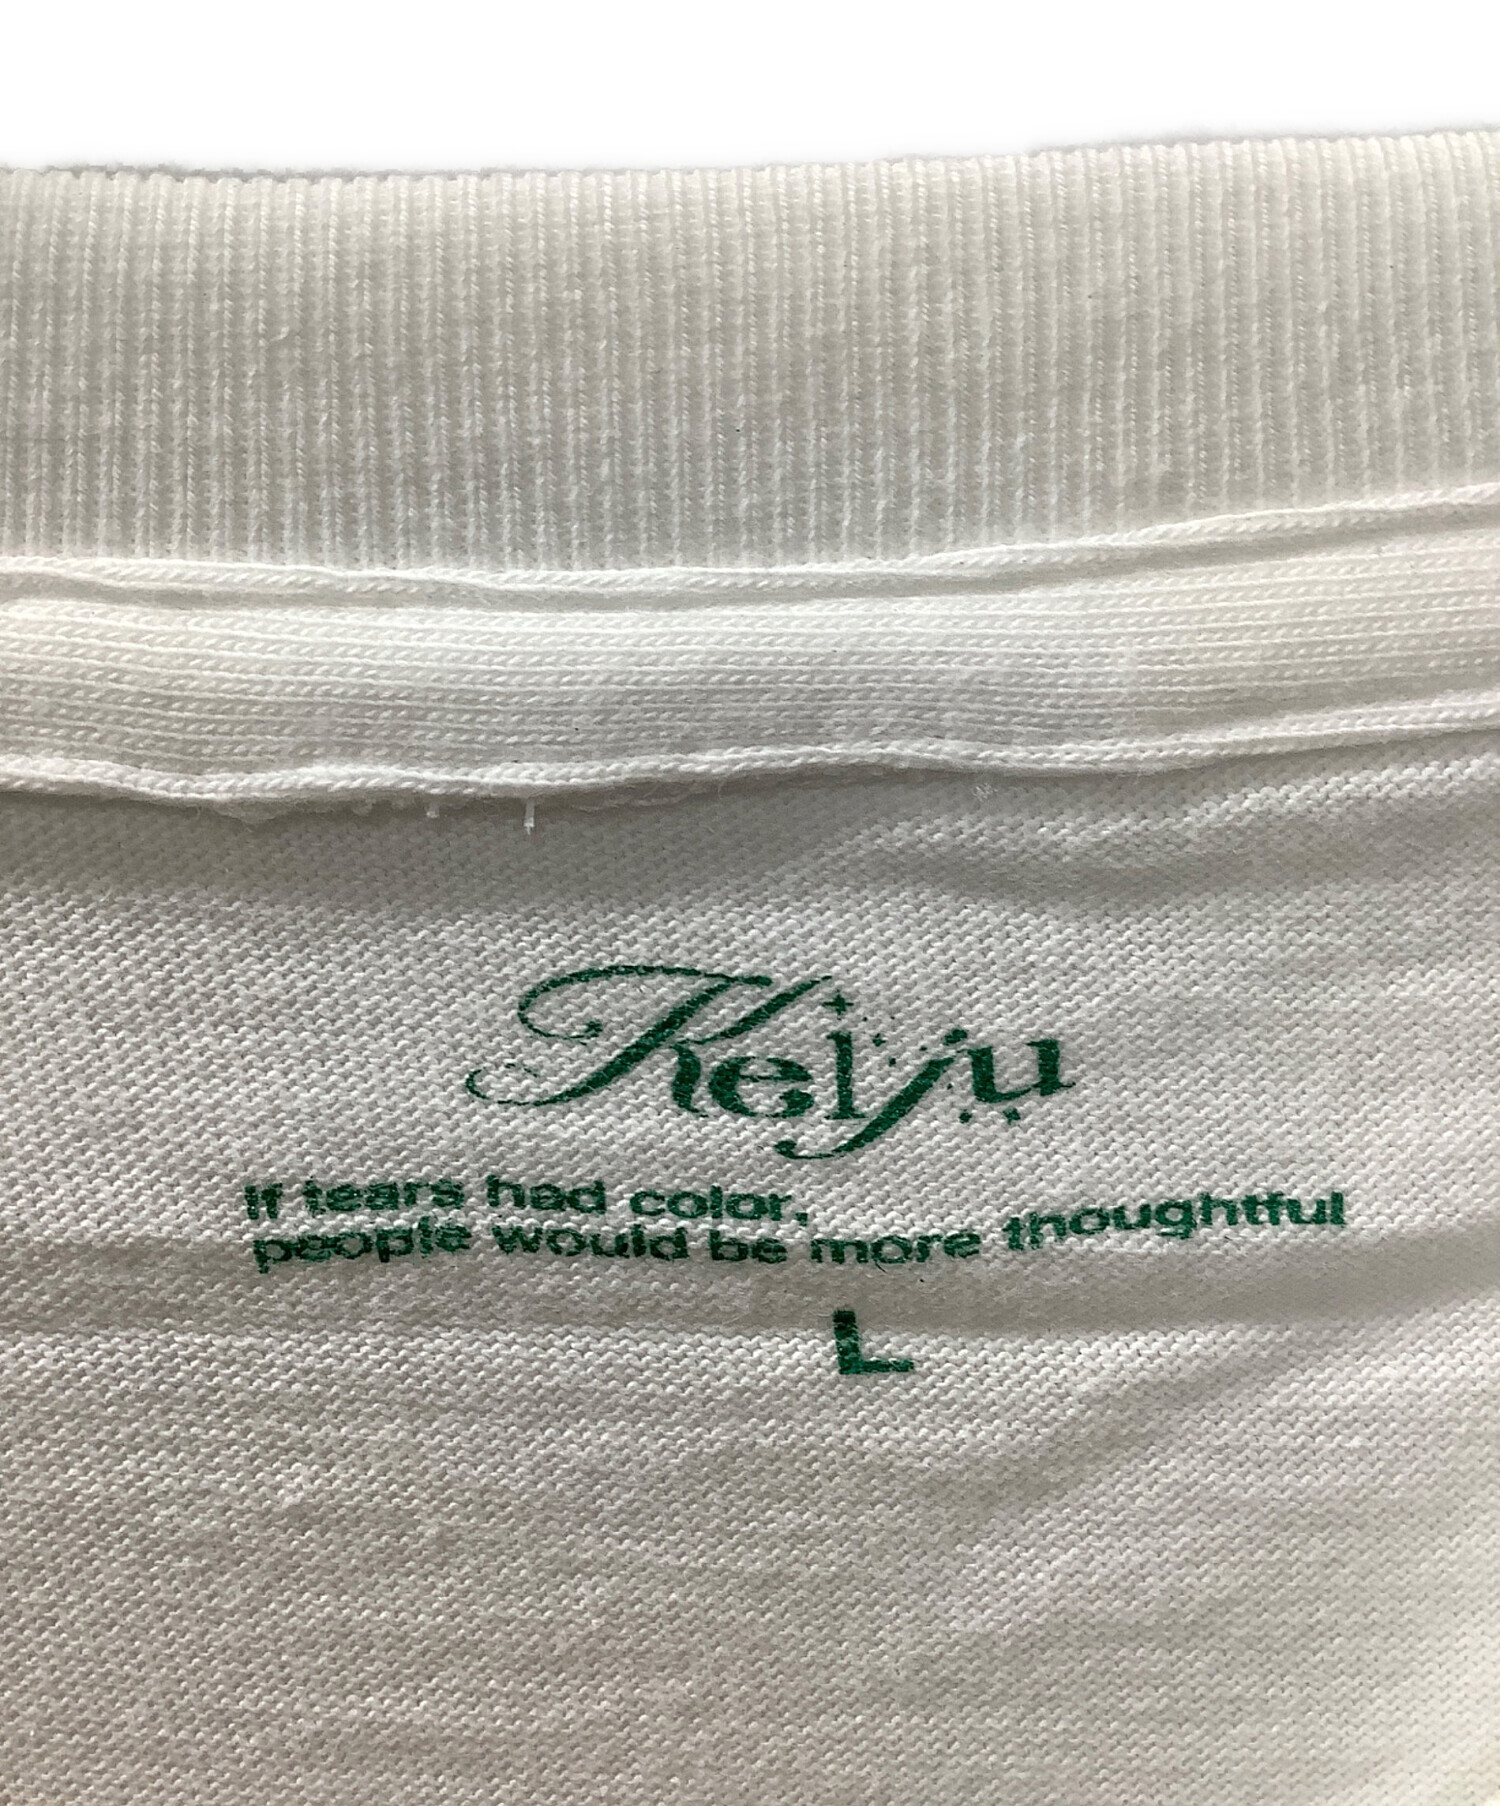 Keiju
If tears had color,
people would be more thoughtful
L